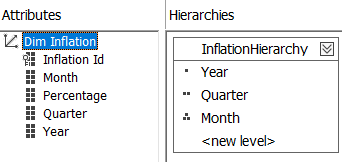 Attributes
Dim Inflation
Inflation Id
Month
Percentage
Quarter
Year
Hierarchies
InflationHierarchy
Year
Quarter
Month
<new level>